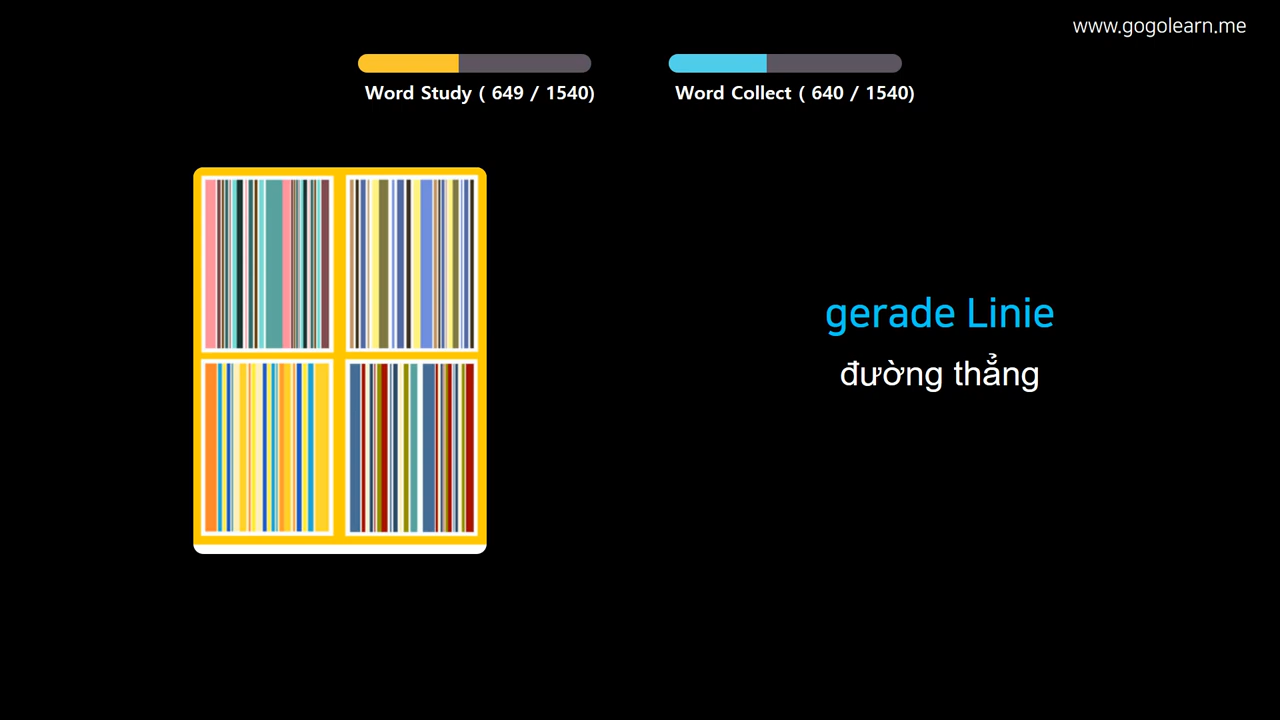 www.gogolearn.me
Word Study ( 649 / 1540)
Word Collect ( 640 / 1540)
gerade Linie
đường thẳng